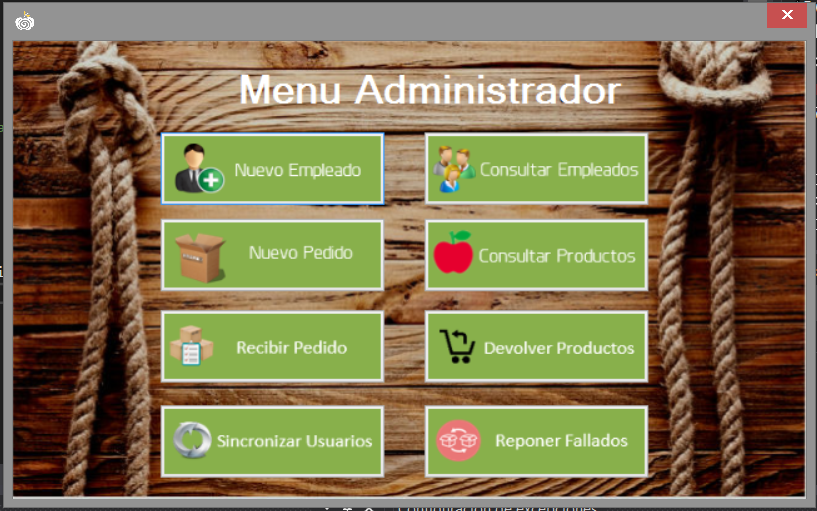 Menu Administrador
Nuevo Empleado
Consultar Empleados
Nuevo Pedido
Consultar Productos
Recibir Pedido
Devolver Productos
Sincronizar Usuarios
Reponer Fallados